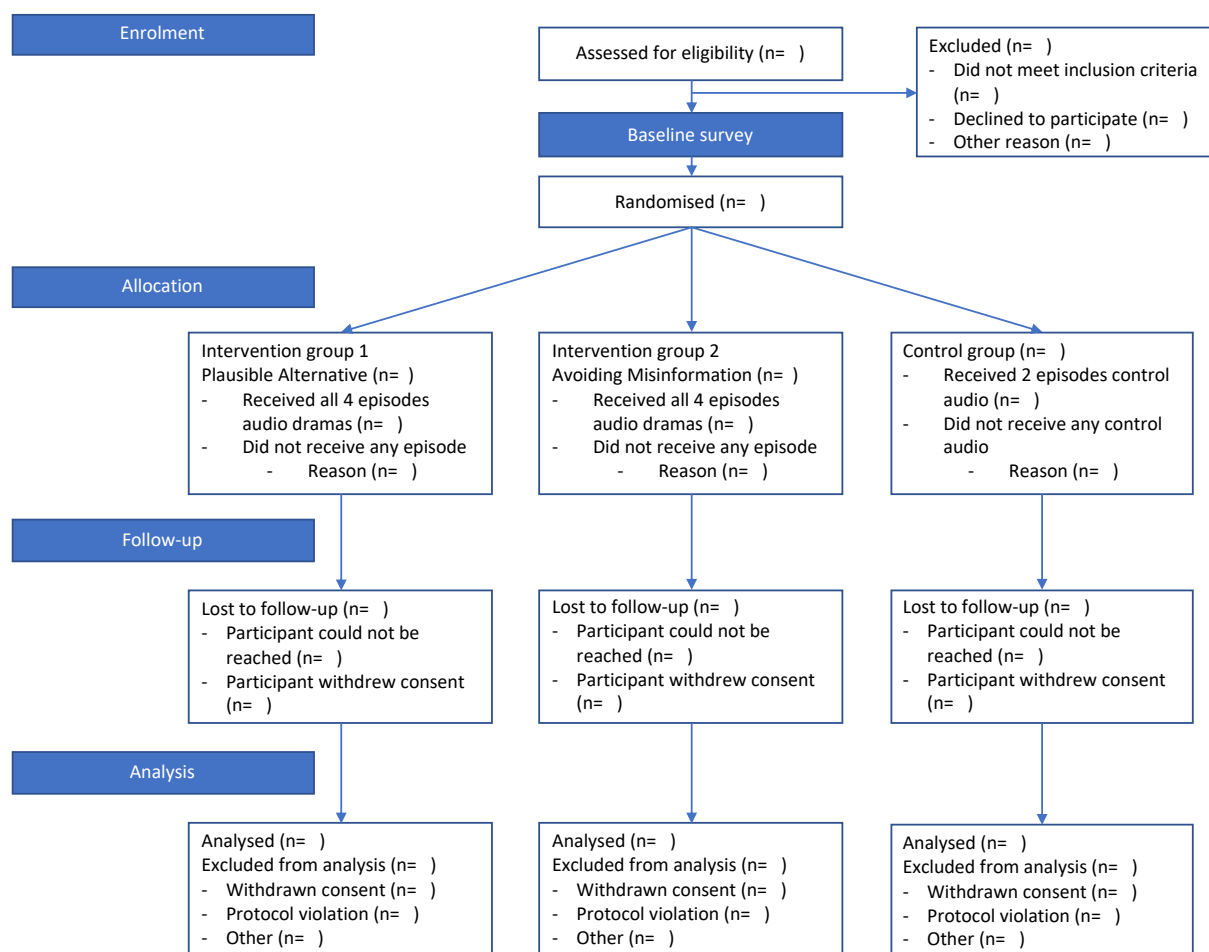 Enrolment
Assessed for eligibility (n=   )
Excluded (n=   )
-   Did not meet inclusion criteria
(n=   )
-   Declined to participate (n=   )
-   Other reason (n=   )
Baseline survey
Randomised (n=   )
Allocation
Intervention group 1
Plausible Alternative (n=   )
-   Received all 4 episodes
audio dramas (n=   )
-   Did not receive any episode
-   Reason (n=   )
Intervention group 2
Avoiding Misinformation (n=   )
-   Received all 4 episodes
audio dramas (n=   )
-   Did not receive any episode
-   Reason (n=   )
Control group (n=   )
-   Received 2 episodes control
audio (n=   )
-   Did not receive any control
audio
-   Reason (n=   )
Follow-up
Lost to follow-up (n=   )
-   Participant could not be
reached (n=   )
-   Participant withdrew consent
(n=   )
Lost to follow-up (n=   )
-   Participant could not be
reached (n=   )
-   Participant withdrew consent
(n=   )
Lost to follow-up (n=   )
-   Participant could not be
reached (n=   )
-   Participant withdrew consent
(n=   )
Analysis
Analysed (n=   )
Excluded from analysis (n=   )
-   Withdrawn consent (n=   )
-   Protocol violation (n=   )
-   Other (n=   )
Analysed (n=   )
Excluded from analysis (n=   )
-   Withdrawn consent (n=   )
-   Protocol violation (n=   )
-   Other (n=   )
Analysed (n=   )
Excluded from analysis (n=   )
-   Withdrawn consent (n=   )
-   Protocol violation (n=   )
-   Other (n=   )